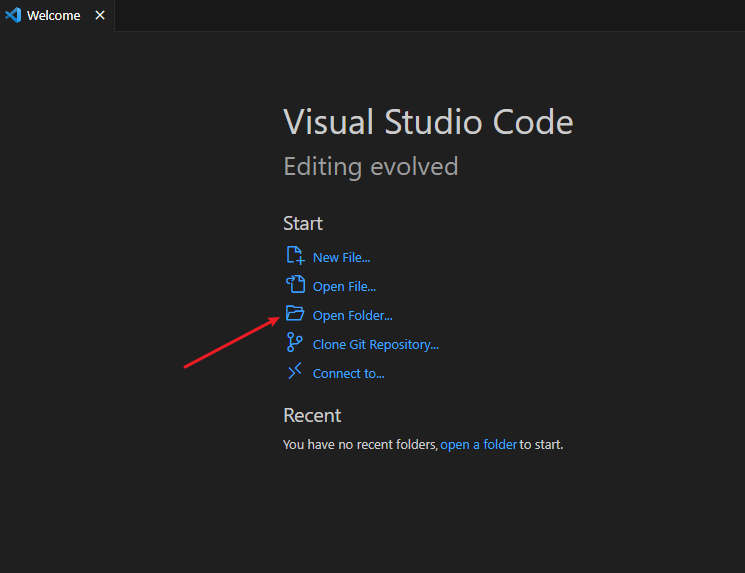 Welcome
Visual Studio Code
Editing evolved
Start
New File...
Open File...
Open Folder...
Clone Git Repository...
Connect to...
Recent
You have no recent folders, open a folder to start.